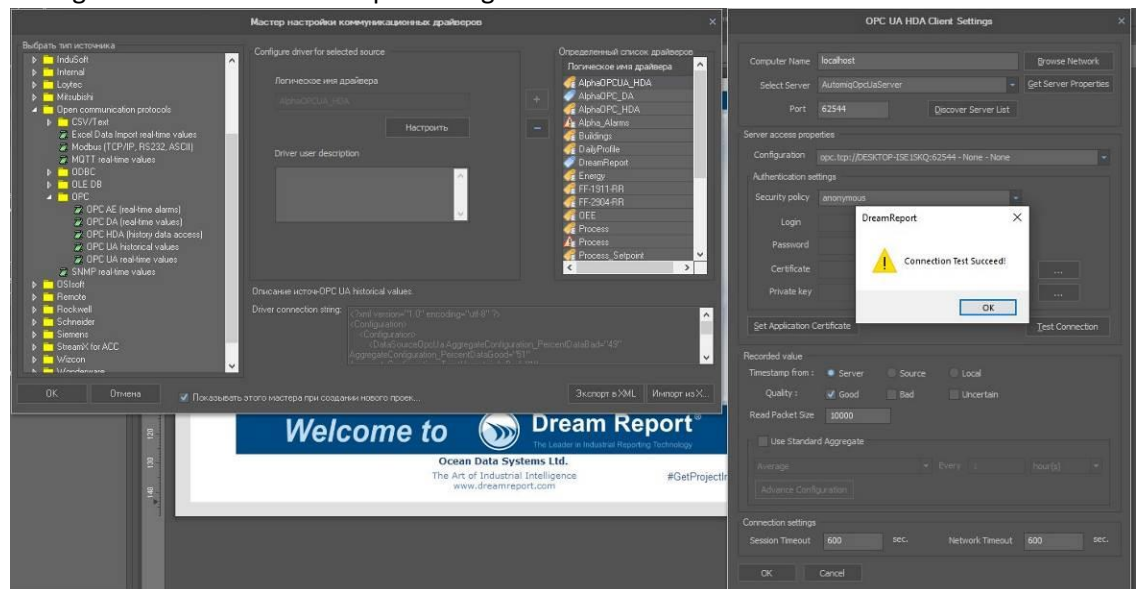 Мастер настройки коммуникационных драйверов
Выбрать тип источника
InduSoft
Internal
Loytec
Mitsubishi
Open communication protocols
CSV/Text
Excel Data Import real-time values
Modbus (TCP/IP, RS232, ASCII)
MQTT real-time values
ODBC
OLE DB
OPC
OPC AE (real-time alarms)
OPC DA (real-time values)
OPC HDA (history data access)
OPC UA historical values
OPC UA real-time values
SNMP real-time values
OSIsoft
Remote
Rockwell
Schneider
Siemens
StreamX for ACC
Wizcon
Wonderware
Configure driver for selected source
Логическое имя драйвера
AlphaOPCUA_HDA
Настроить
Driver user description
+
−
Определенный список драйверов
Логическое имя драйвера
AlphaOPCUA_HDA
AlphaOPC_DA
AlphaOPC_HDA
Alpha_Alarms
Buildings
DailyProfile
DreamReport
Energy
FF-1911-RR
FF-2904-RR
OEE
Process
Process
Process_Setpoint
Описание источ-OPC UA historical values
Driver connection string:
<?xml version="1.0" encoding="utf-8" ?>
<Configuration>
<Configuration>
<DataSourceOpcUa AggregateConfiguration_PercentDataBad="49"
AggregateConfiguration_PercentDataGood="51"
OK
Отмена
Показывать этого мастера при создании нового проек...
Экспорт в XML
Импорт из X...
120
130
140
Welcome to
Dream Report®
The Leader in Industrial Reporting Technology
Ocean Data Systems Ltd.
The Art of Industrial Intelligence
www.dreamreport.com
#GetProjectIn
OPC UA HDA Client Settings
Computer Name localhost Browse Network
Select Server AutomiqOpcUaServer Get Server Properties
Port 62544 Discover Server List
Server access properties
Configuration opc.tcp://DESKTOP-ISE1SKQ:62544 - None - None
Authentication settings
Security policy anonymous
Login
Password
Certificate ...
Private key ...
DreamReport
Connection Test Succeed!
OK
Set Application Certificate
Test Connection
Recorded value
Timestamp from : Server Source Local
Quality : Good Bad Uncertain
Read Packet Size 10000
Use Standard Aggregate
Average Every hour(s)
Advance Configuration
Connection settings
Session Timeout 600 sec. Network Timeout 600 sec.
OK Cancel